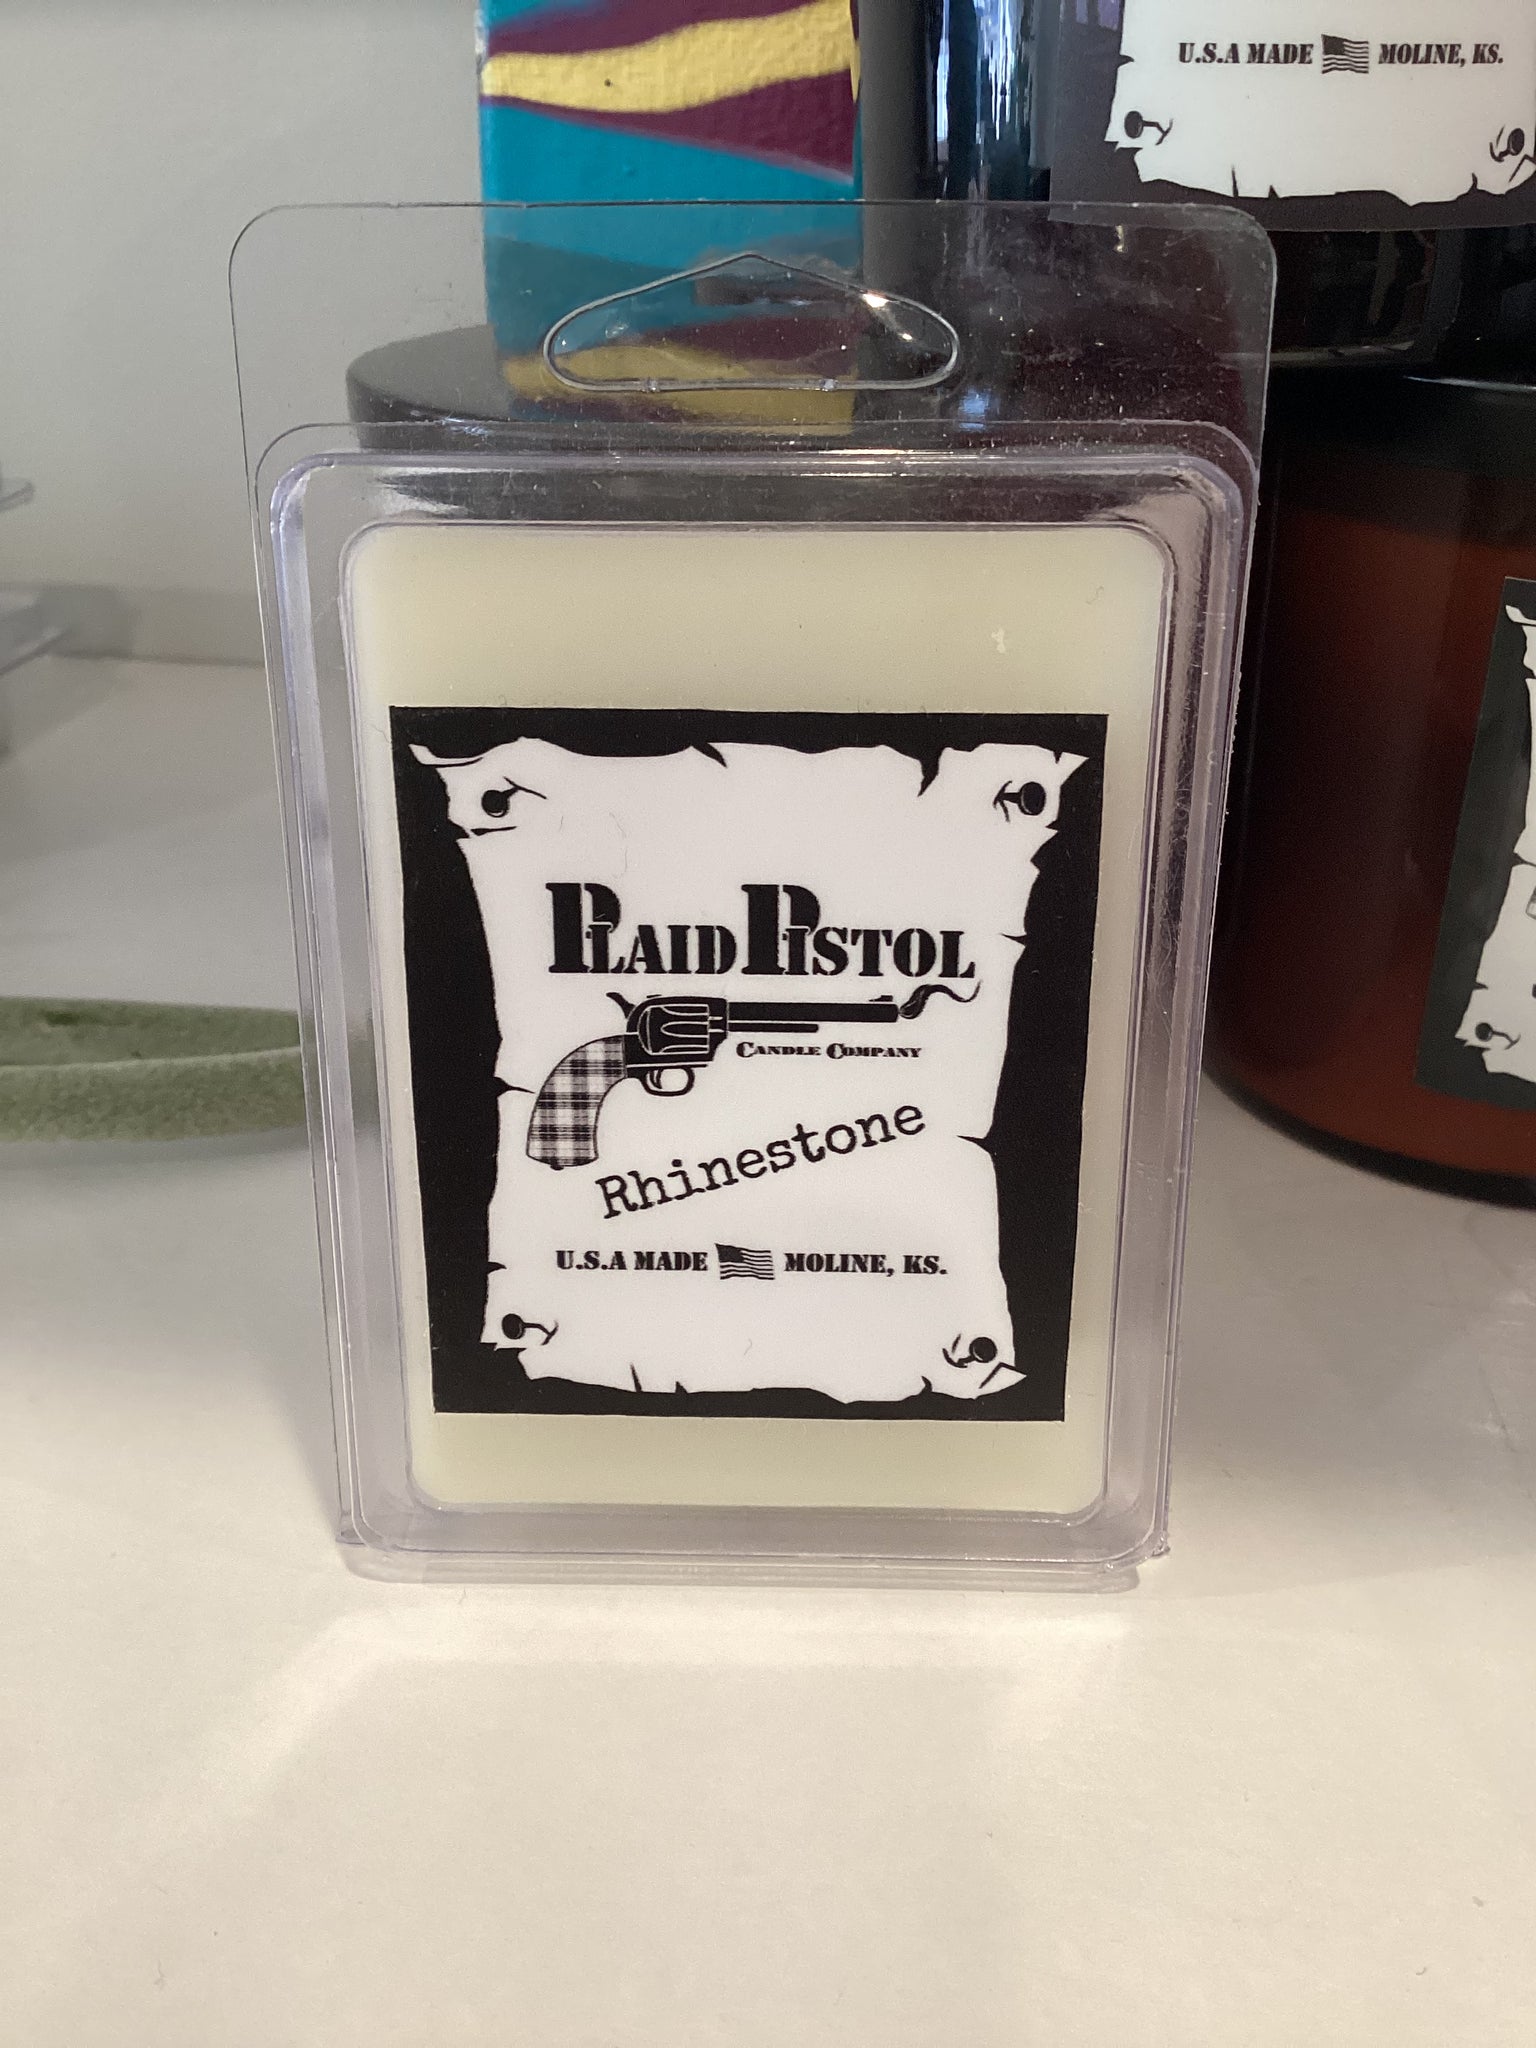 U.S.A MADE MOLINE, KS.
PLAID PISTOL
CANDLE COMPANY
Rhinestone
U.S.A MADE MOLINE, KS.